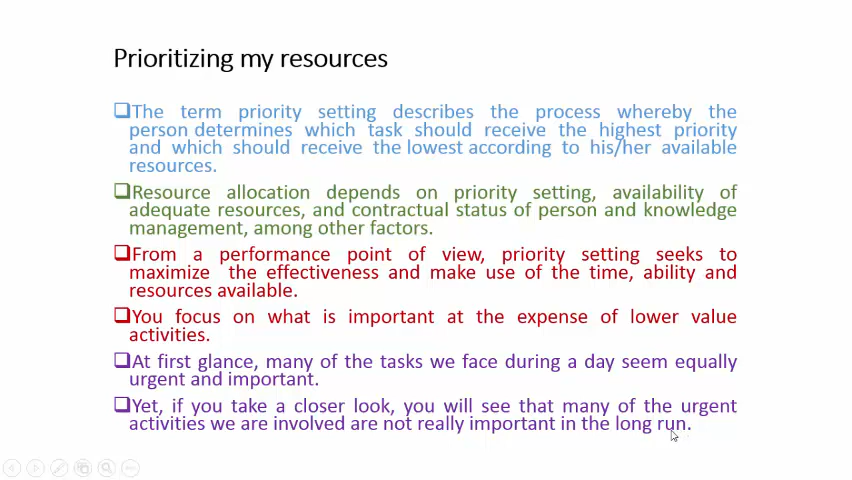 Prioritizing my resources
❑The term priority setting describes the process whereby the
person determines which task should receive the highest priority
and which should receive the lowest according to his/her available
resources.
❑Resource allocation depends on priority setting, availability of
adequate resources, and contractual status of person and knowledge
management, among other factors.
❑From a performance point of view, priority setting seeks to
maximize the effectiveness and make use of the time, ability and
resources available.
❑You focus on what is important at the expense of lower value
activities.
❑At first glance, many of the tasks we face during a day seem equally
urgent and important.
❑Yet, if you take a closer look, you will see that many of the urgent
activities we are involved are not really important in the long run.